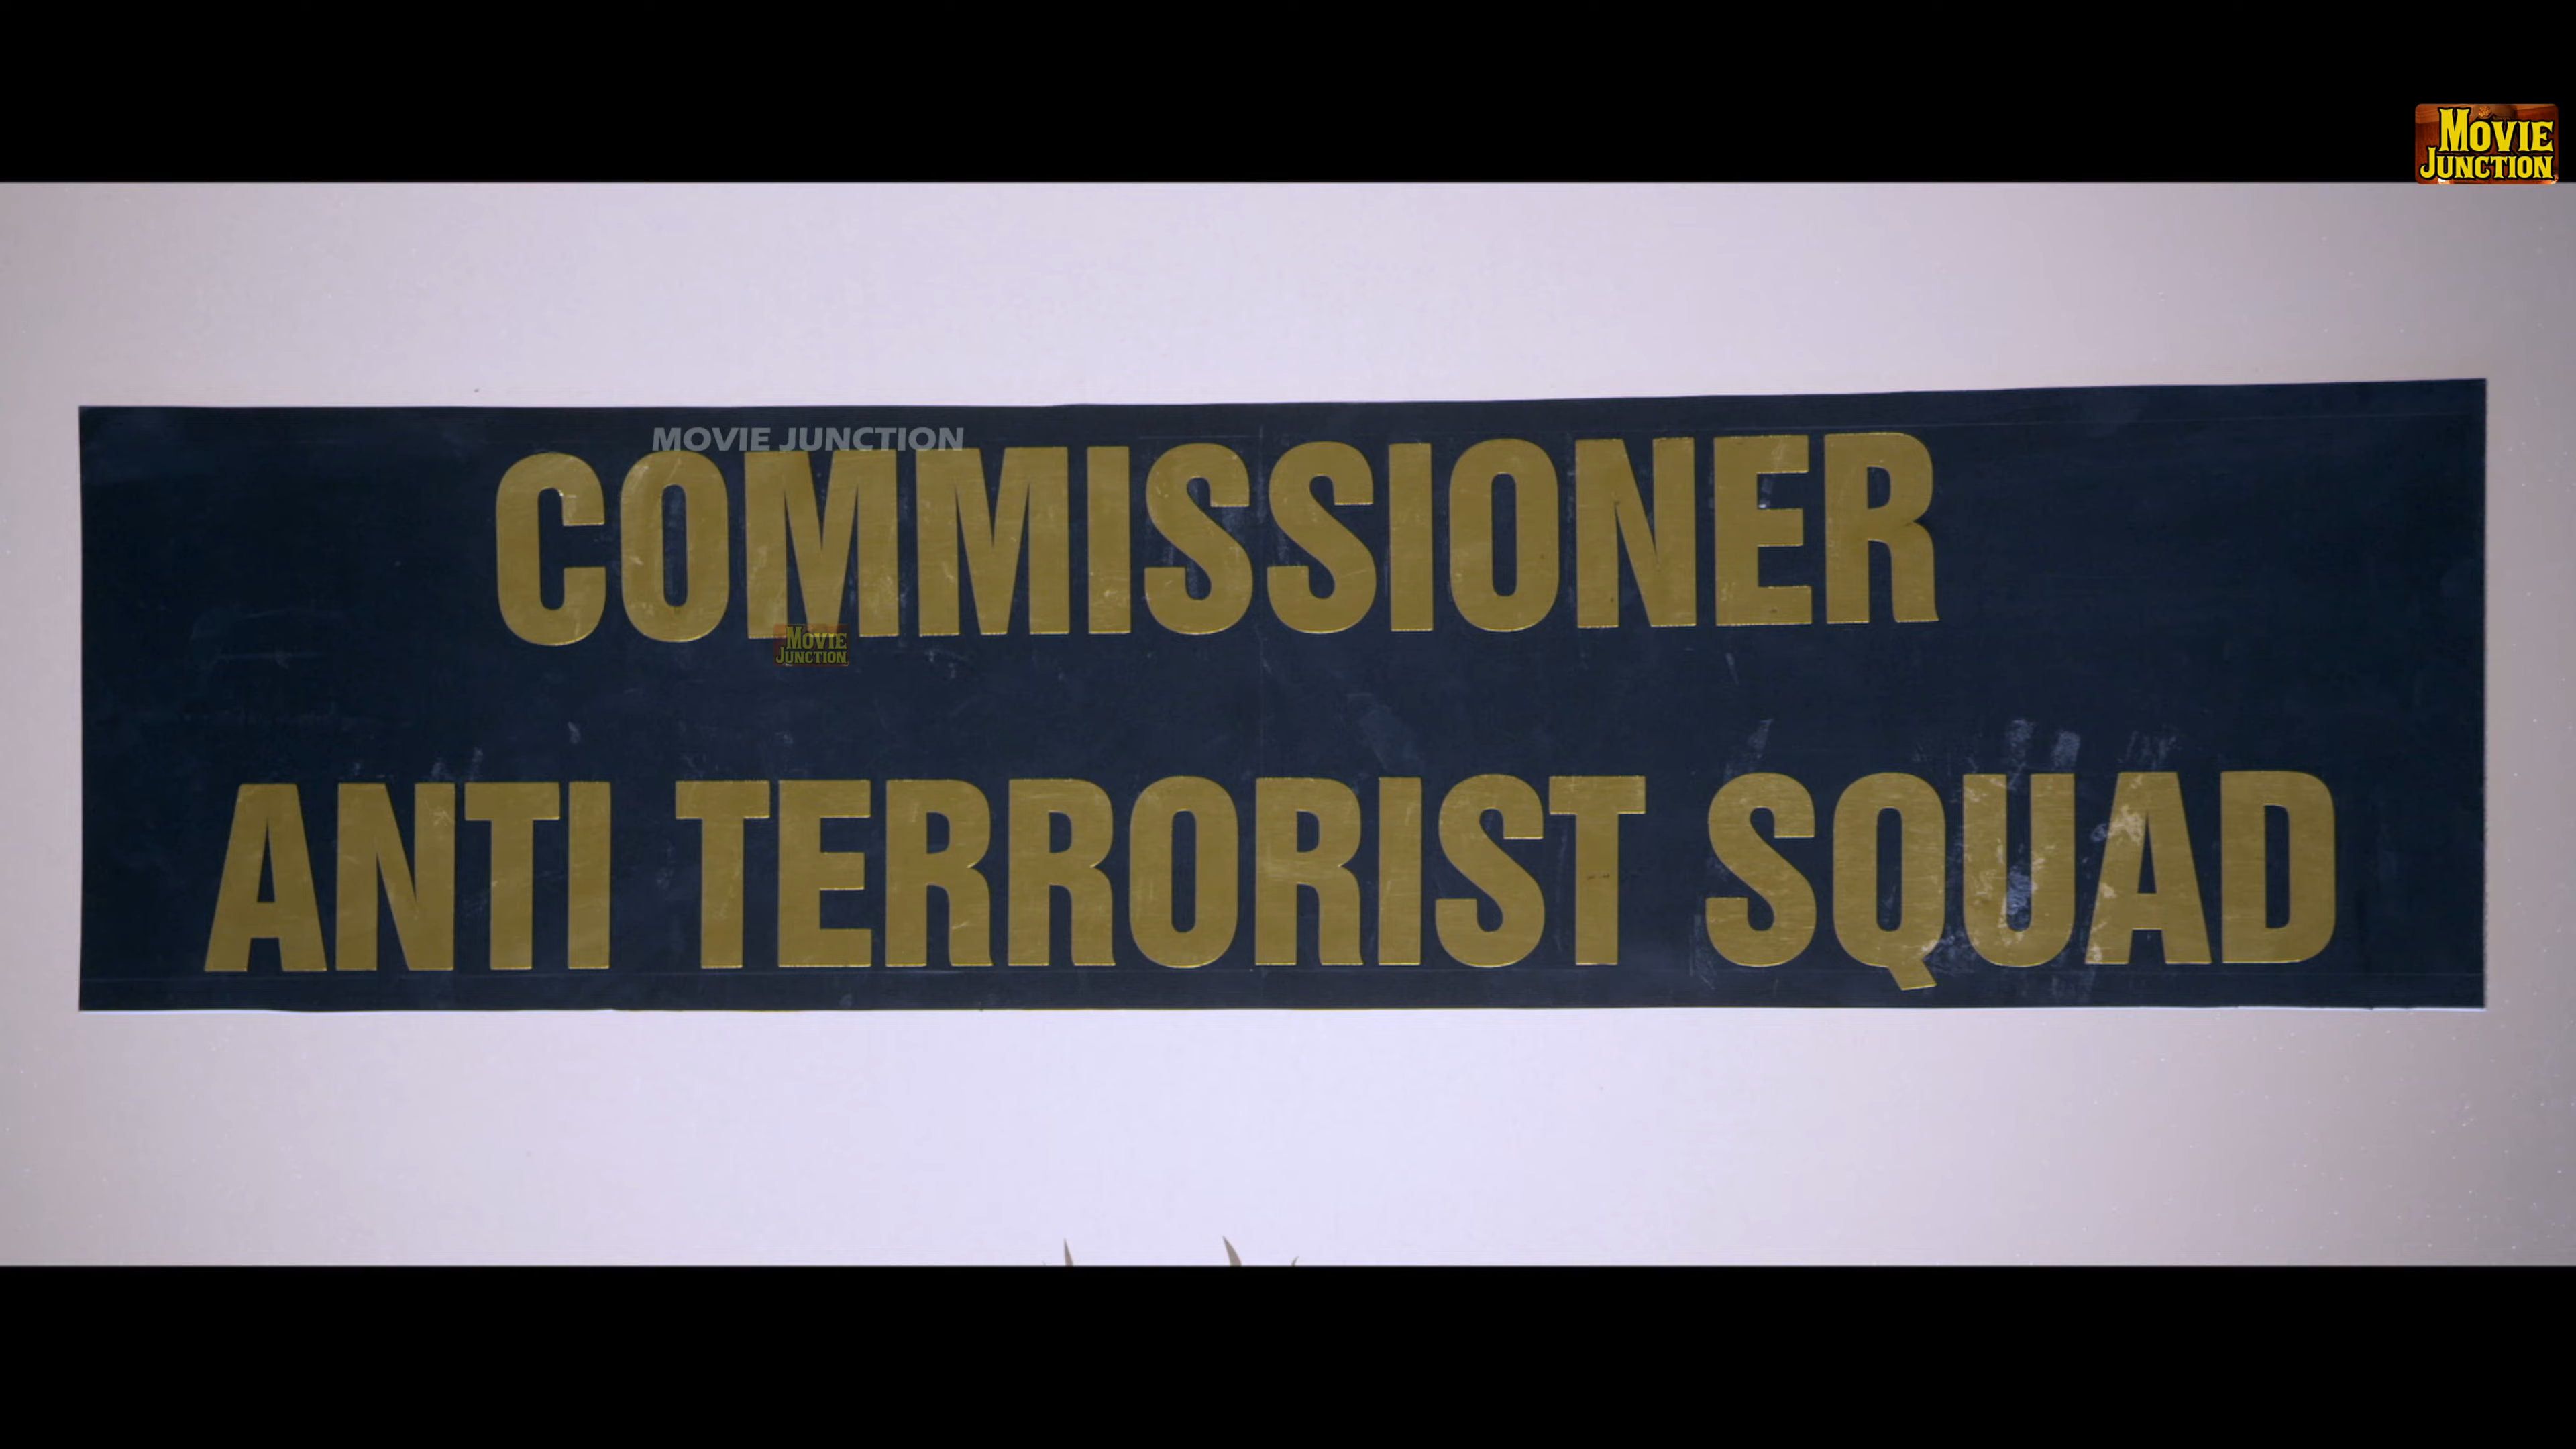 MOVIE
JUNCTION
MOVIE JUNCTION
COMMISSIONER
MOVIE
JUNCTION
ANTI TERRORIST SQUAD